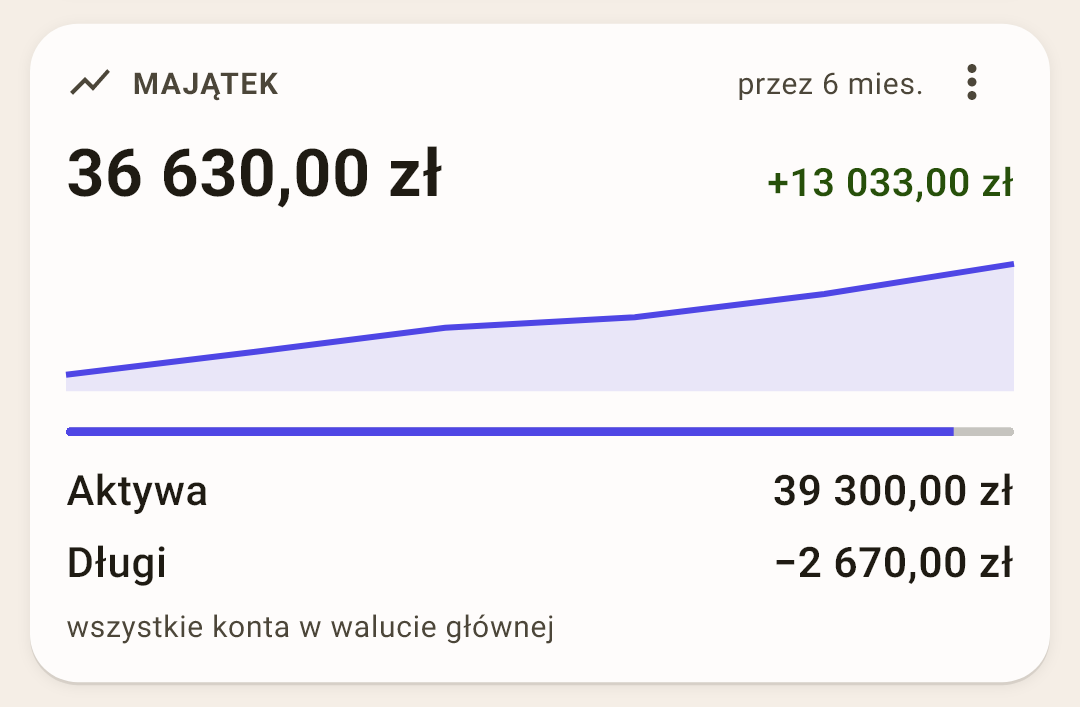 MAJĄTEK
przez 6 mies.
36 630,00 zł
+13 033,00 zł
Aktywa
39 300,00 zł
Długi
−2 670,00 zł
wszystkie konta w walucie głównej